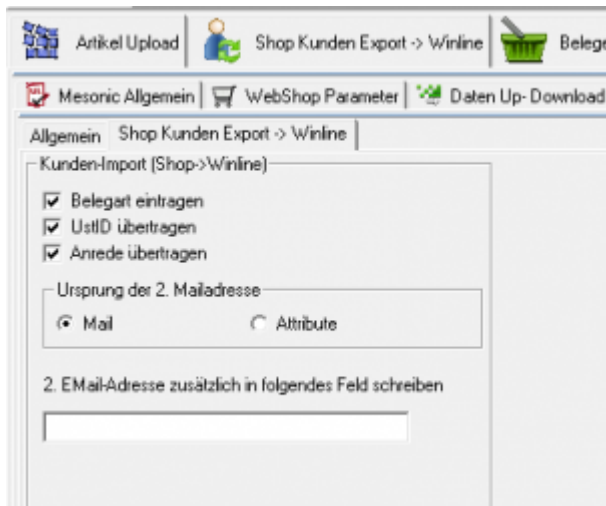 Artikel Upload Shop Kunden Export -> Winline Belege
Mesonic Allgemein WebShop Parameter Daten Up- Download
Allgemein Shop Kunden Export -> Winline
Kunden-Import (Shop->Winline)
Belegart eintragen
UstID übertragen
Anrede übertragen
Ursprung der 2. Mailadresse
Mail Attribute
2. EMail-Adresse zusätzlich in folgendes Feld schreiben